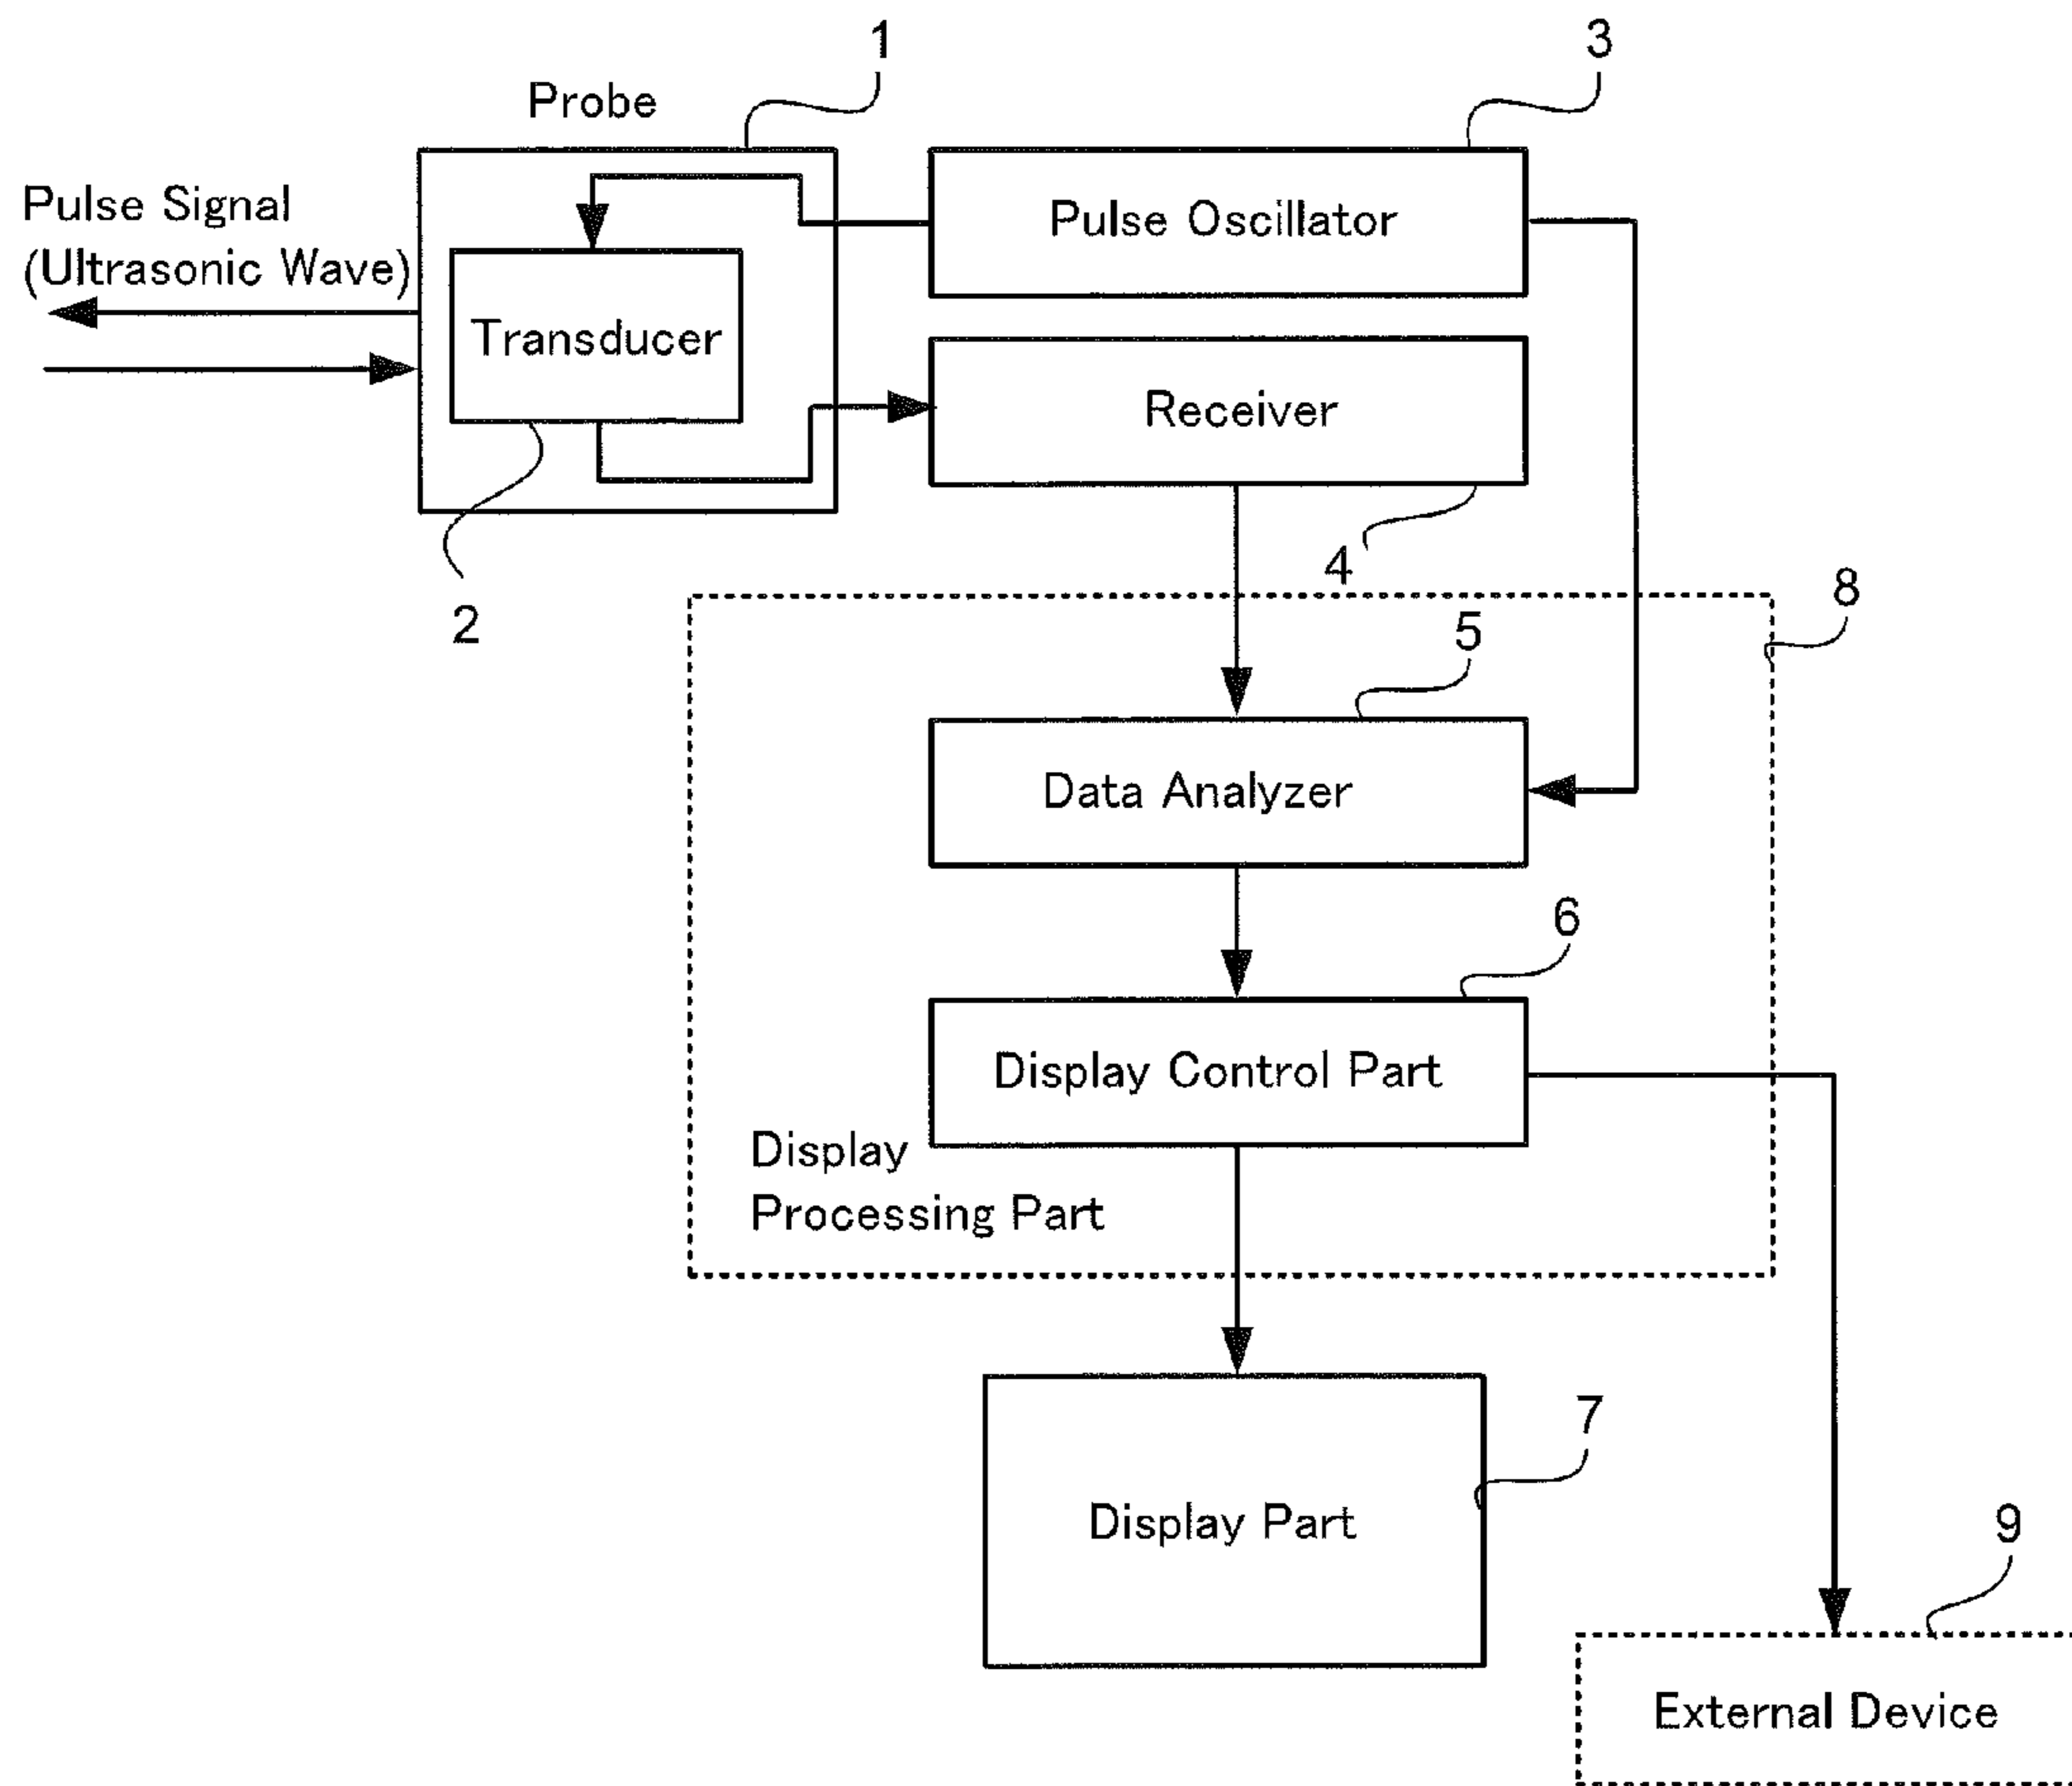 1
3
Probe
Pulse Signal
(Ultrasonic Wave)
Pulse Oscillator
Transducer
Receiver
4
8
2
5
Data Analyzer
6
Display Control Part
Display
Processing Part
7
Display Part
9
External Device